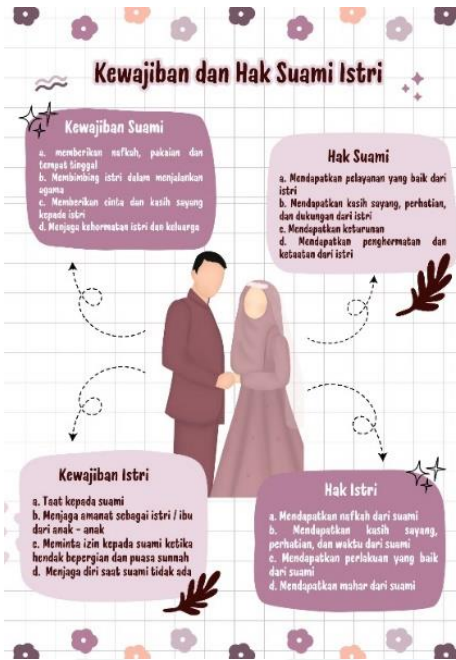 Kewajiban dan Hak Suami Istri
Kewajiban Suami
a. memberikan nafkah, pakaian dan
tempat tinggal
b. Membimbing istri dalam menjalankan
agama
c. Memberikan cinta dan kasih sayang
kepada istri
d. Menjaga kehormatan istri dan keluarga
Hak Suami
a. Mendapatkan pelayanan yang baik dari
istri
b. Mendapatkan kasih sayang, perhatian,
dan dukungan dari istri
c. Mendapatkan keturunan
d. Mendapatkan penghormatan dan
ketaatan dari istri
Kewajiban Istri
a. Taat kepada suami
b. Menjaga amanat sebagai istri / ibu
dari anak - anak
c. Meminta izin kepada suami ketika
hendak bepergian dan puasa sunnah
d. Menjaga diri saat suami tidak ada
Hak Istri
a. Mendapatkan nafkah dari suami
b. Mendapatkan kasih sayang,
perhatian, dan waktu dari suami
c. Mendapatkan perlakuan yang baik
dari suami
d. Mendapatkan mahar dari suami